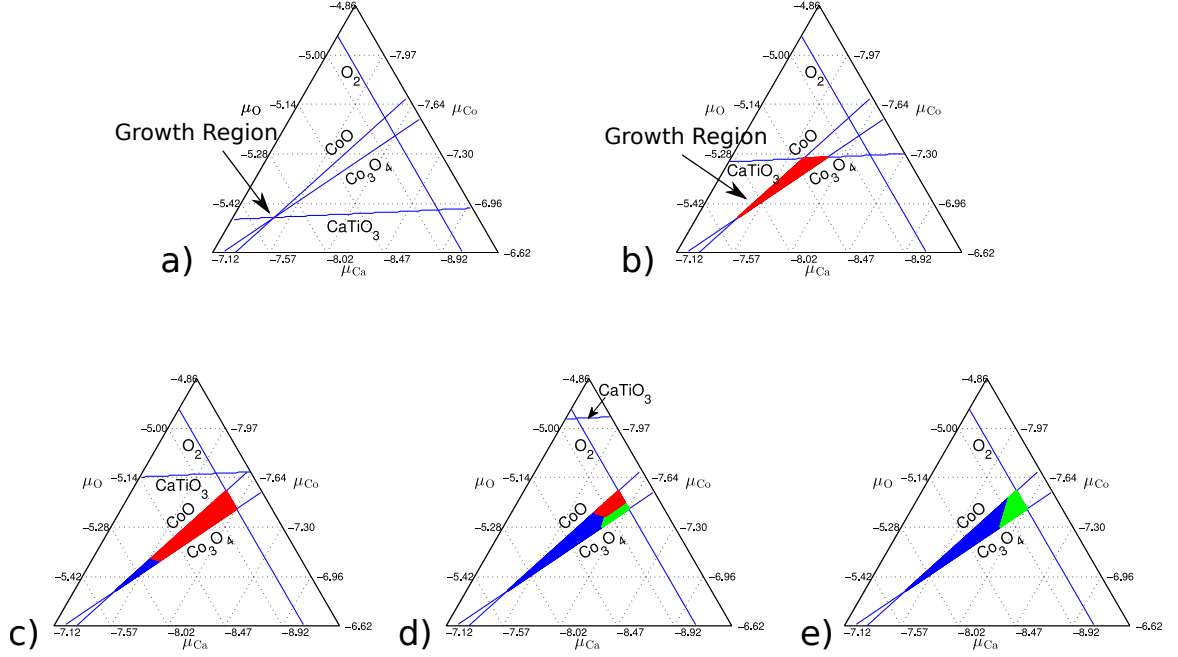 −4.86
−5.00
−7.97
O2
μO
−5.14
−7.64
μCo
Growth Region
−5.28
CoO
−7.30
Co3O4
−5.42
−6.96
CaTiO3
a)
−7.12
−7.57
−8.02
−8.47
−8.92
−6.62
μCa
−4.86
−5.00
−7.97
O2
μO
−5.14
−7.64
μCo
Growth Region
CoO
−5.28
−7.30
CaTiO3
Co3O4
−5.42
−6.96
b)
−7.12
−7.57
−8.02
−8.47
−8.92
−6.62
μCa
−4.86
−5.00
−7.97
O2
μO
−5.14
−7.64
μCo
CaTiO3
CoO
−5.28
−7.30
Co3O4
−5.42
−6.96
c)
−7.12
−7.57
−8.02
−8.47
−8.92
−6.62
μCa
−4.86
CaTiO3
−5.00
−7.97
O2
μO
−5.14
−7.64
μCo
CoO
−5.28
−7.30
Co3O4
−5.42
−6.96
d)
−7.12
−7.57
−8.02
−8.47
−8.92
−6.62
μCa
−4.86
−5.00
−7.97
O2
μO
−5.14
−7.64
μCo
CoO
−5.28
−7.30
Co3O4
−5.42
−6.96
e)
−7.12
−7.57
−8.02
−8.47
−8.92
−6.62
μCa